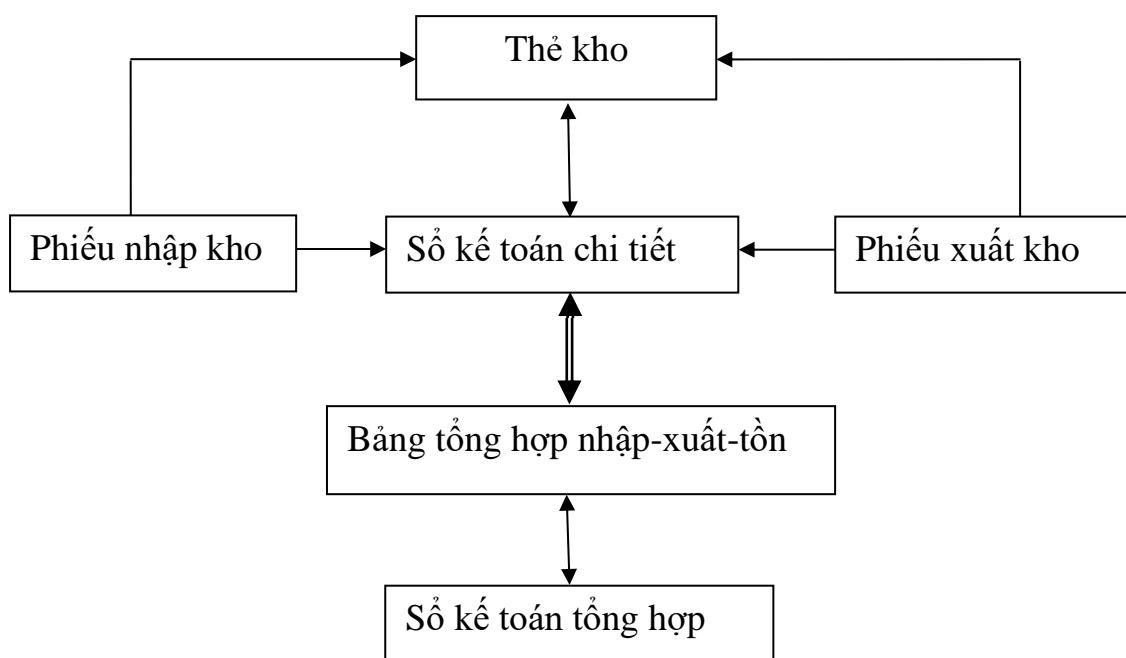 Thẻ kho
Phiếu nhập kho
Sổ kế toán chi tiết
Phiếu xuất kho
Bảng tổng hợp nhập-xuất-tồn
Sổ kế toán tổng hợp